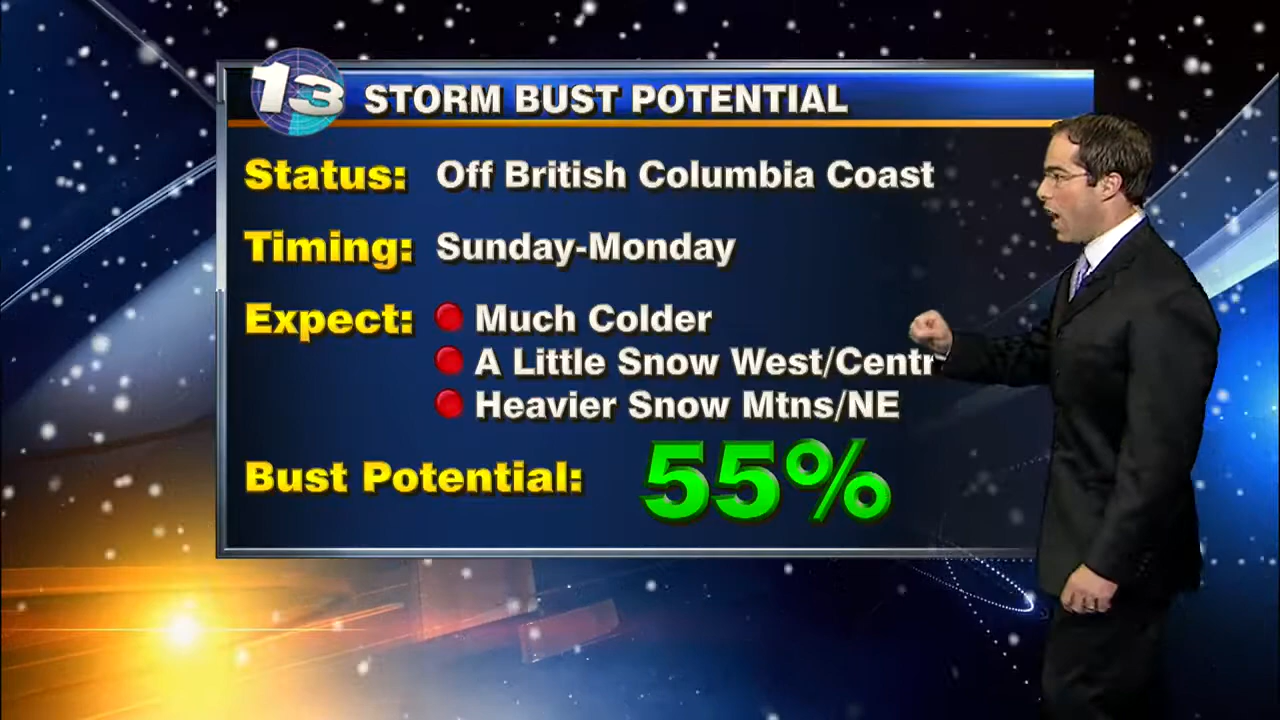 13 STORM BUST POTENTIAL
Status: Off British Columbia Coast
Timing: Sunday-Monday
Expect: Much Colder
A Little Snow West/Centr
Heavier Snow Mtns/NE
Bust Potential: 55%